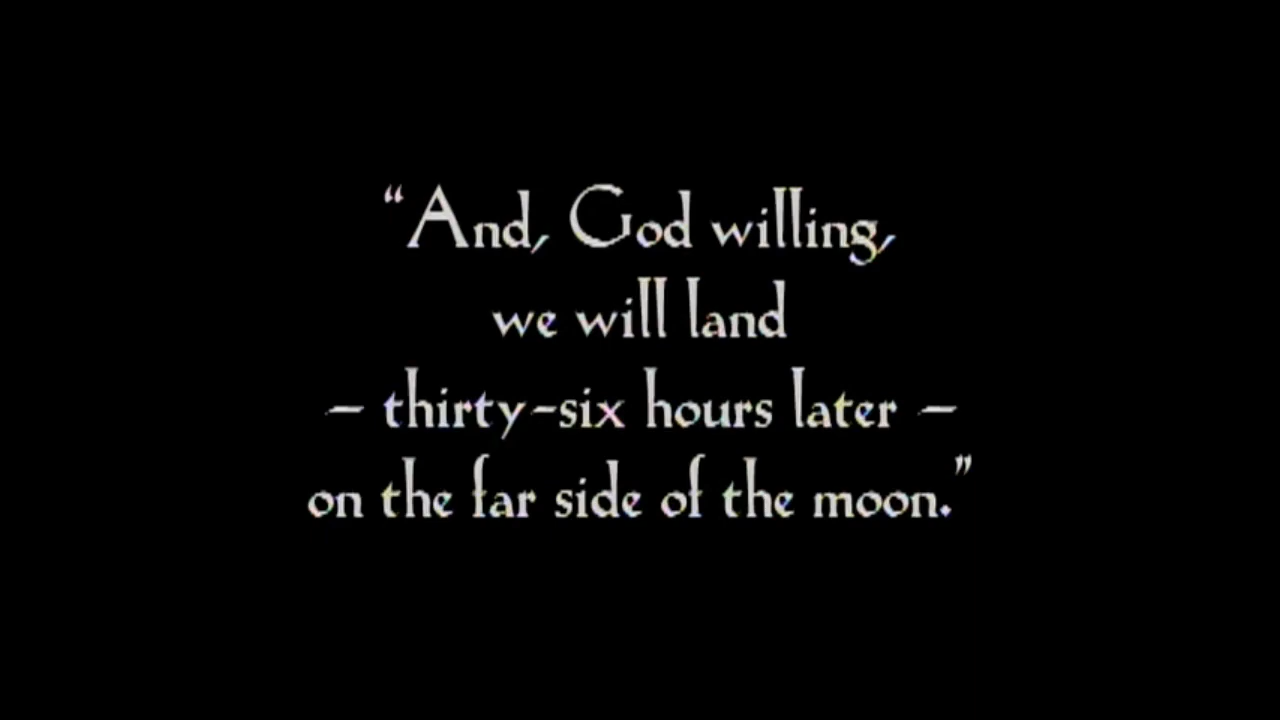 “And, God willing,
we will land
– thirty-six hours later –
on the far side of the moon.”